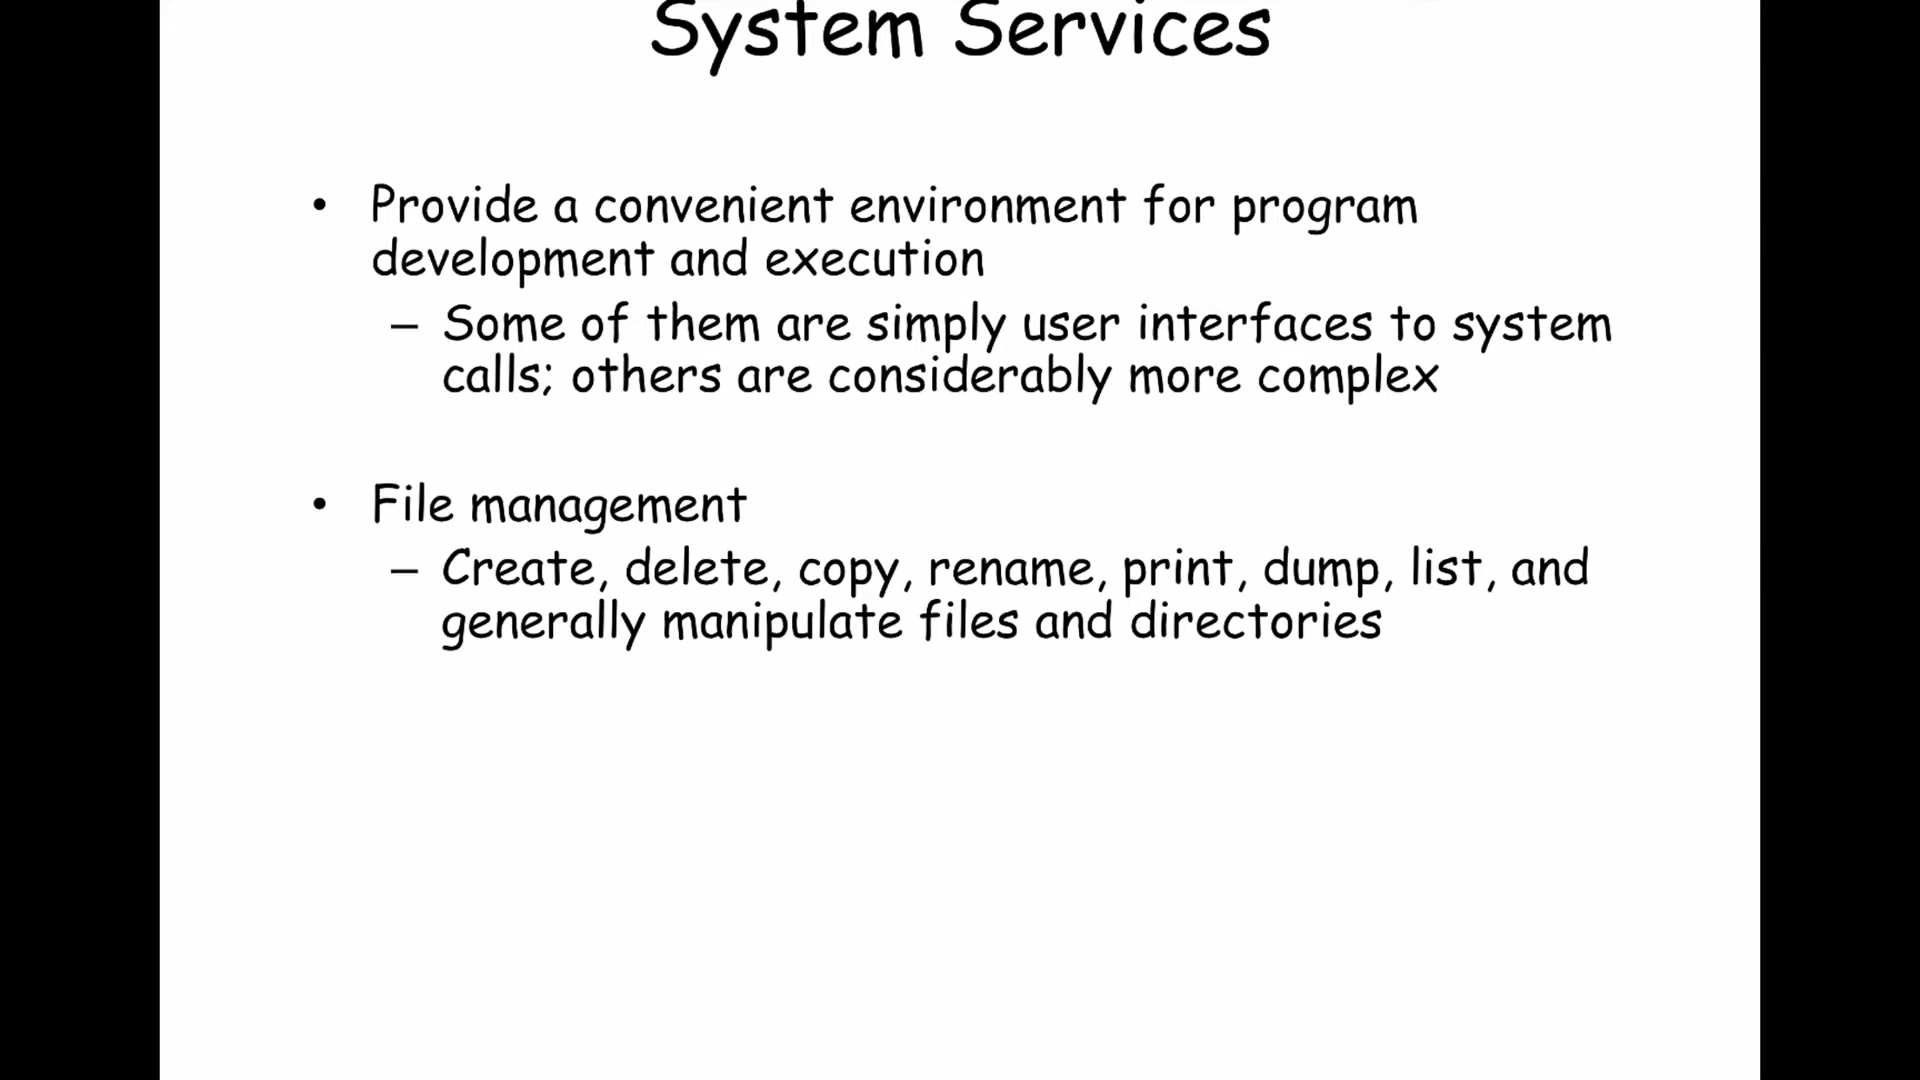 System Services
• Provide a convenient environment for program
development and execution
– Some of them are simply user interfaces to system
calls; others are considerably more complex
• File management
– Create, delete, copy, rename, print, dump, list, and
generally manipulate files and directories